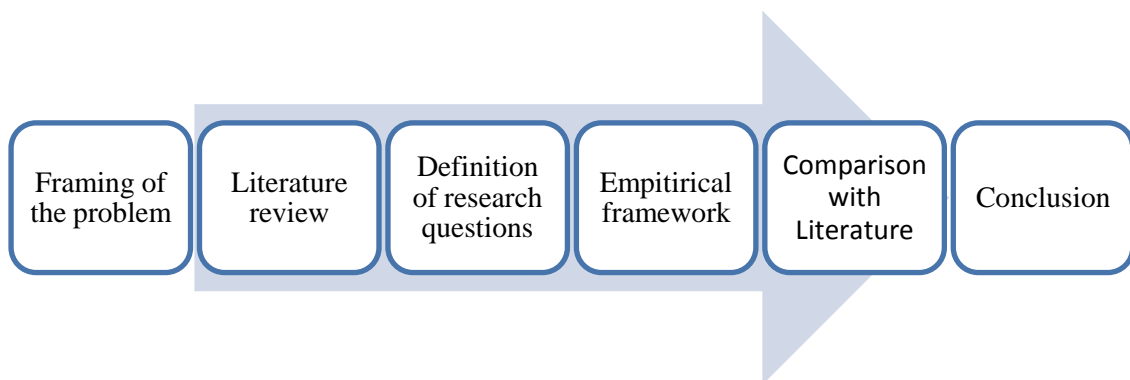 Framing of
the problem
Literature
review
Definition
of research
questions
Empitirical
framework
Comparison
with
Literature
Conclusion